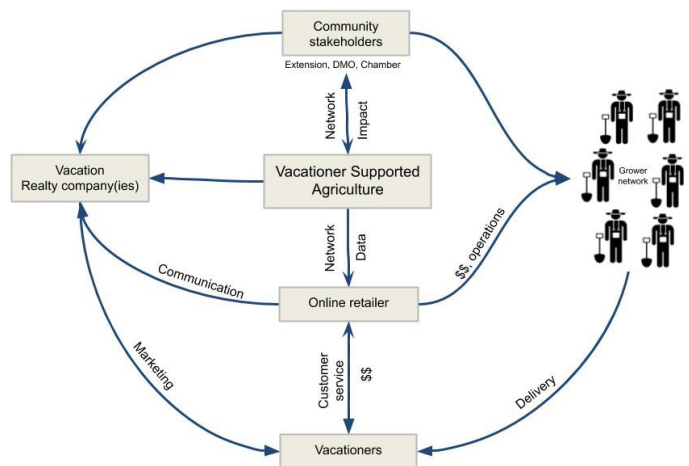 Community
stakeholders
Extension, DMO, Chamber
Network
Impact
Vacation
Realty company(ies)
Vacationer Supported
Agriculture
Grower
network
Network
Data
$$, operations
Communication
Online retailer
Marketing
Customer
service
$$
Delivery
Vacationers